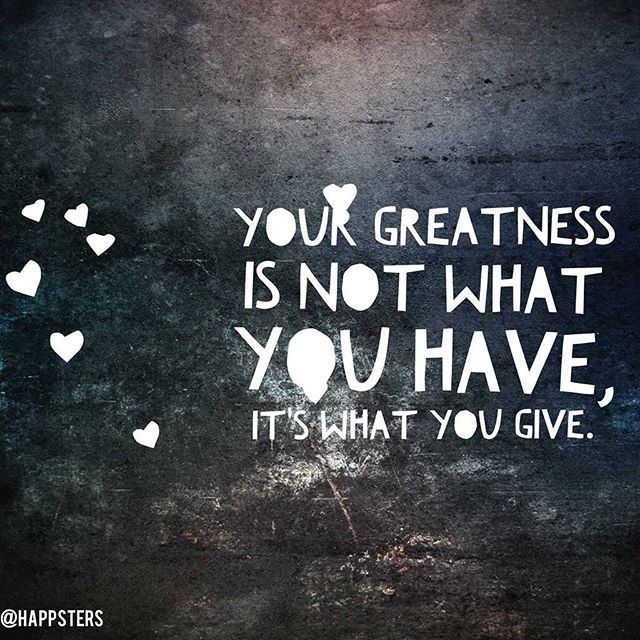 YOUR GREATNESS
IS NOT WHAT
YOU HAVE,
IT'S WHAT YOU GIVE.
@HAPPSTERS